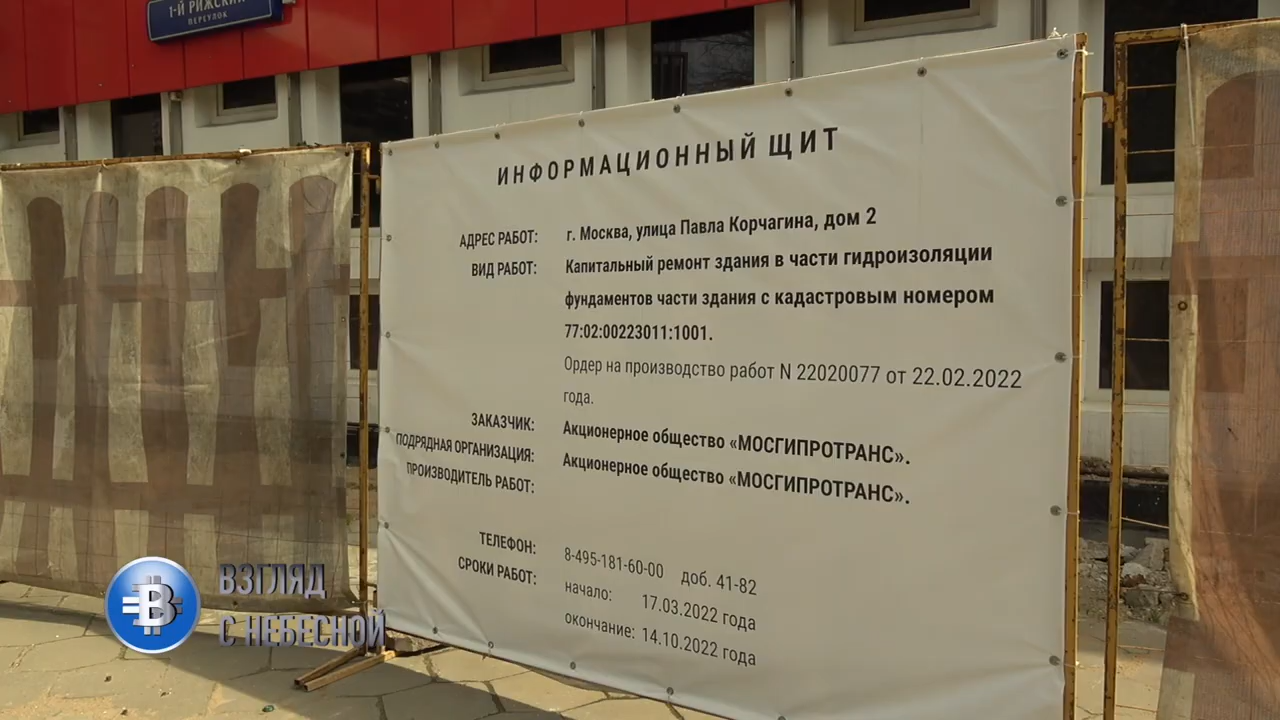 1-Й РИЖСКИЙ
ПЕРЕУЛОК
ИНФОРМАЦИОННЫЙ ЩИТ
АДРЕС РАБОТ: г. Москва, улица Павла Корчагина, дом 2
ВИД РАБОТ: Капитальный ремонт здания в части гидроизоляции
фундаментов части здания с кадастровым номером
77:02:00223011:1001.
Ордер на производство работ N 22020077 от 22.02.2022
года.
ЗАКАЗЧИК: Акционерное общество «МОСГИПРОТРАНС».
ПОДРЯДНАЯ ОРГАНИЗАЦИЯ: Акционерное общество «МОСГИПРОТРАНС».
ПРОИЗВОДИТЕЛЬ РАБОТ:
ТЕЛЕФОН: 8-495-181-60-00 доб. 41-82
СРОКИ РАБОТ: начало: 17.03.2022 года
окончание: 14.10.2022 года
ВЗГЛЯД
С НЕБЕСНОЙ